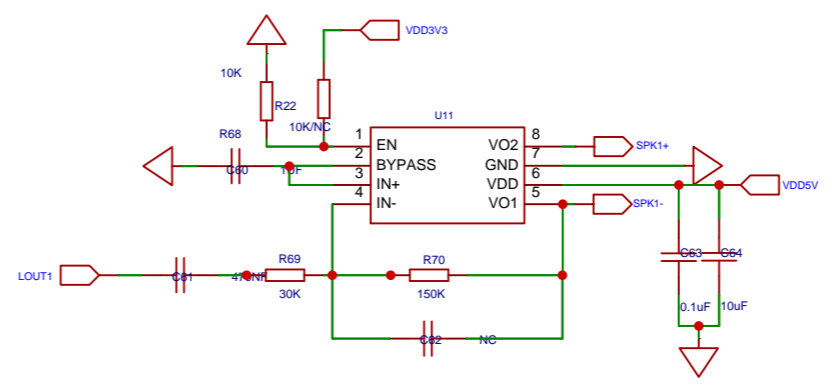 VDD3V3
10K
R22
10K/NC
U11
R68
1
EN
VO2
8
SPK1+
2
BYPASS
GND
7
C60
1UF
3
IN+
VDD
6
VDD5V
4
IN-
VO1
5
SPK1-
R69
R70
C63
C64
LOUT1
C61
470NF
30K
150K
0.1uF
10uF
C62
NC